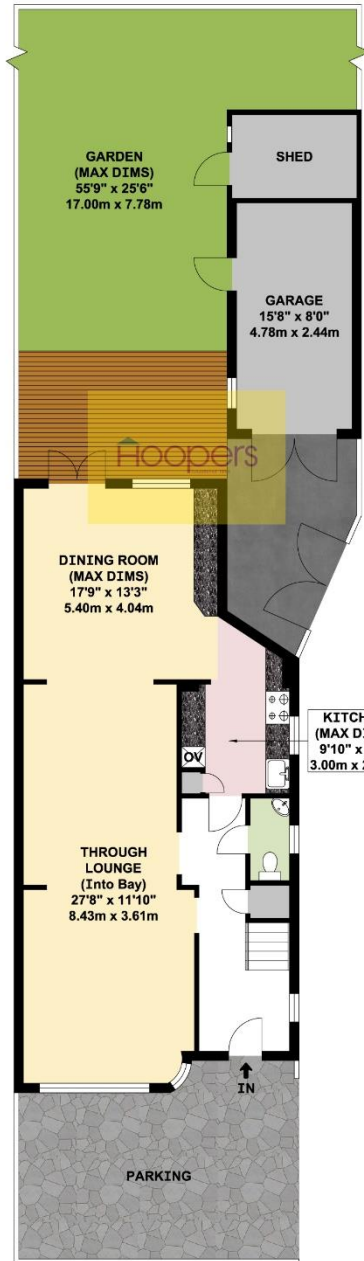 GARDEN
(MAX DIMS)
55'9" x 25'6"
17.00m x 7.78m
SHED
GARAGE
15'8" x 8'0"
4.78m x 2.44m
Hoopers
DINING ROOM
(MAX DIMS)
17'9" x 13'3"
5.40m x 4.04m
KITCH
(MAX DI
9'10" x
3.00m x 2
OV
THROUGH
LOUNGE
(Into Bay)
27'8" x 11'10"
8.43m x 3.61m
IN
PARKING